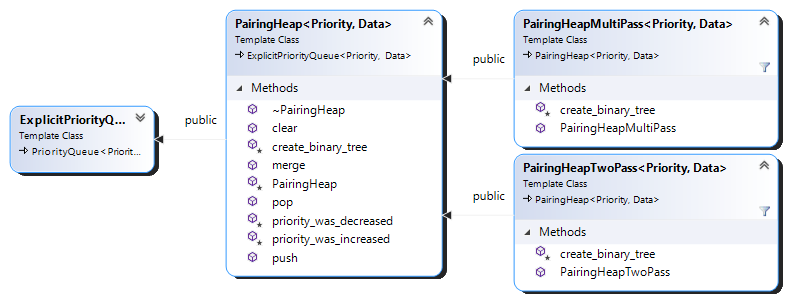 ExplicitPriorityQ...
Template Class
PriorityQueue<Priorit...
public
PairingHeap<Priority, Data>
Template Class
ExplicitPriorityQueue<Priority, Data>
Methods
~PairingHeap
clear
create_binary_tree
merge
PairingHeap
pop
priority_was_decreased
priority_was_increased
push
public
PairingHeapMultiPass<Priority, Data>
Template Class
PairingHeap<Priority, Data>
Methods
create_binary_tree
PairingHeapMultiPass
public
PairingHeapTwoPass<Priority, Data>
Template Class
PairingHeap<Priority, Data>
Methods
create_binary_tree
PairingHeapTwoPass